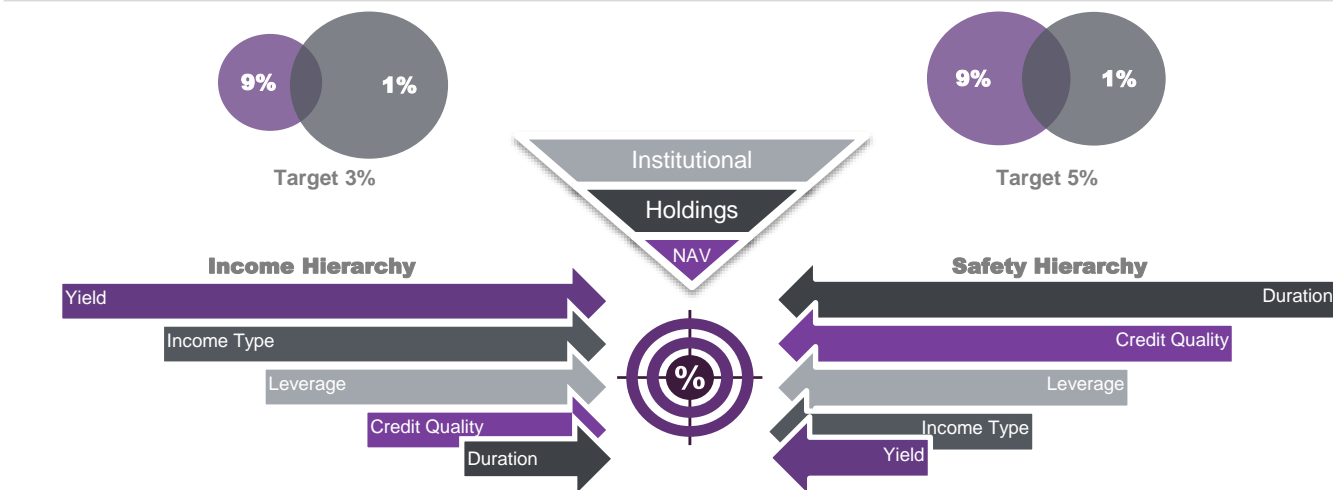 9%
1%
Target 3%
9%
1%
Target 5%
Institutional
Holdings
NAV
Income Hierarchy
Yield
Income Type
Leverage
Credit Quality
Duration
%
Safety Hierarchy
Duration
Credit Quality
Leverage
Income Type
Yield